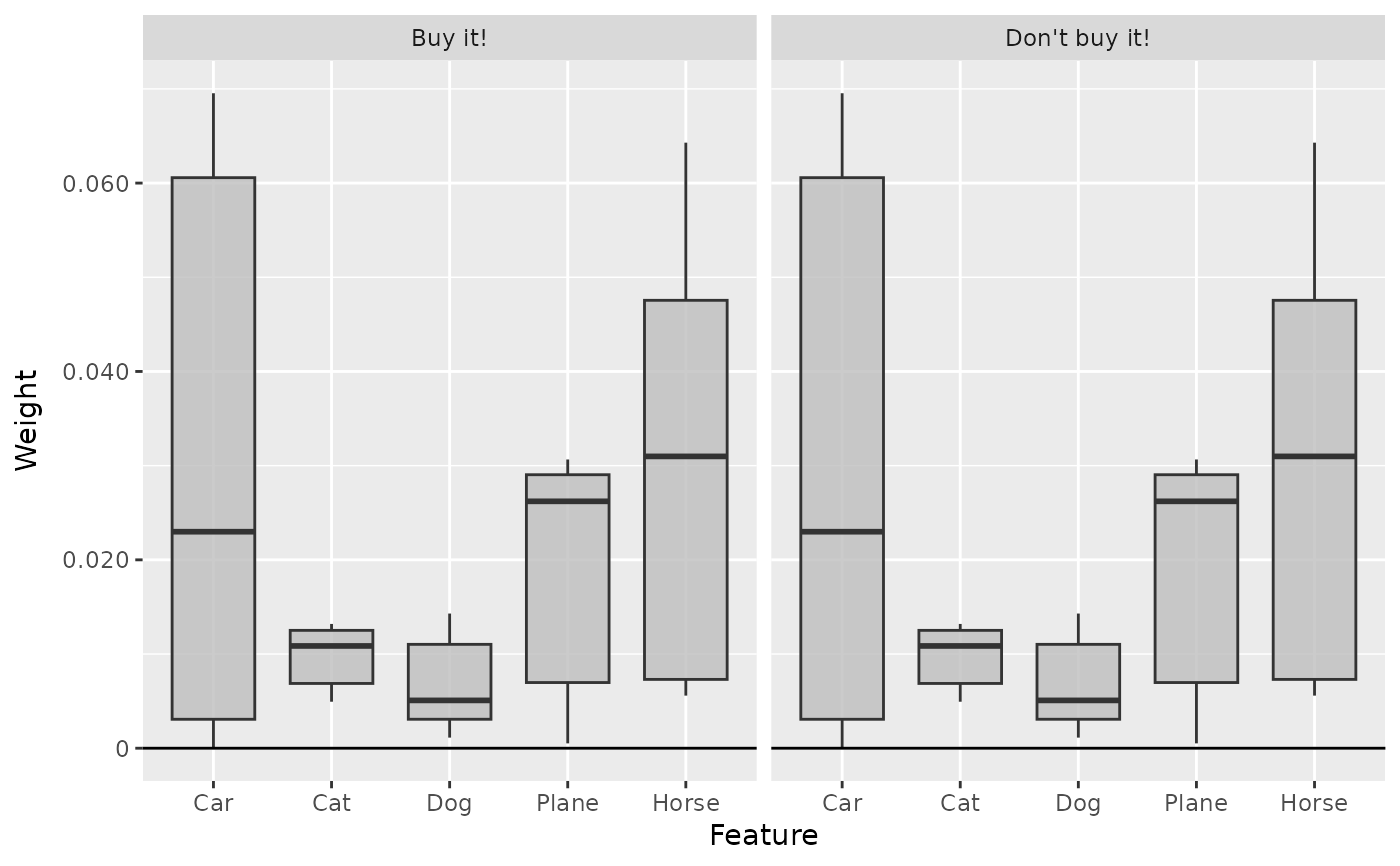 Buy it!
Don't buy it!
Weight
0.060
0.040
0.020
0
Car Cat Dog Plane Horse
Car Cat Dog Plane Horse
Feature